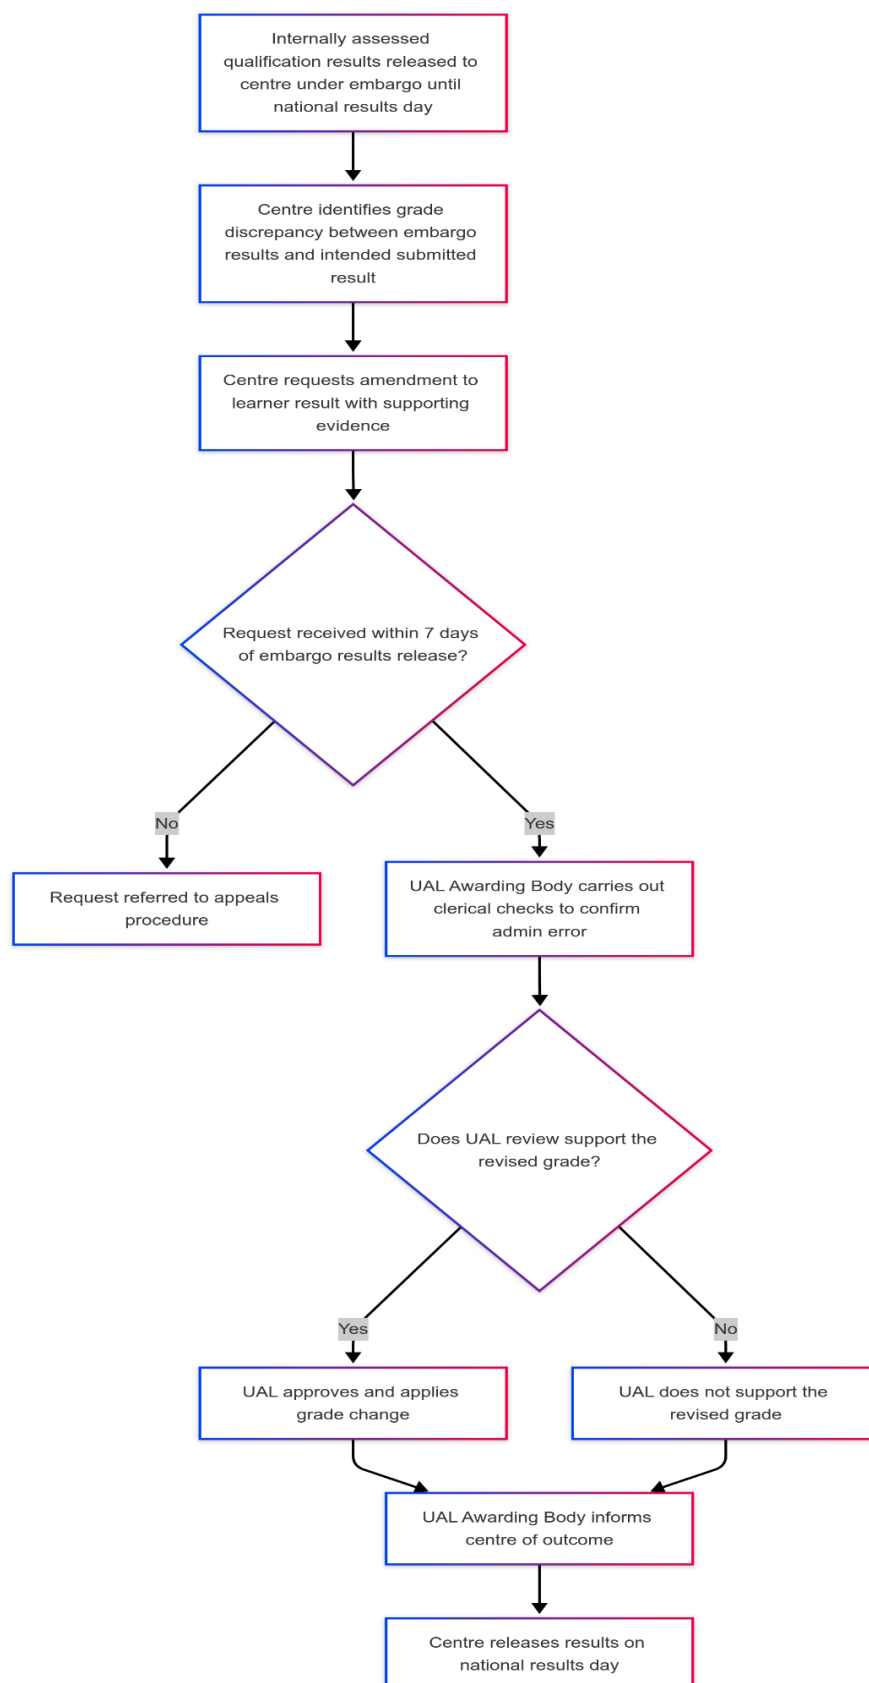 Internally assessed
qualification results released to
centre under embargo until
national results day
Centre identifies grade
discrepancy between embargo
results and intended submitted
result
Centre requests amendment to
learner result with supporting
evidence
Request received within 7 days
of embargo results release?
No
Yes
Request referred to appeals
procedure
UAL Awarding Body carries out
clerical checks to confirm
admin error
Does UAL review support the
revised grade?
Yes
No
UAL approves and applies
grade change
UAL does not support the
revised grade
UAL Awarding Body informs
centre of outcome
Centre releases results on
national results day